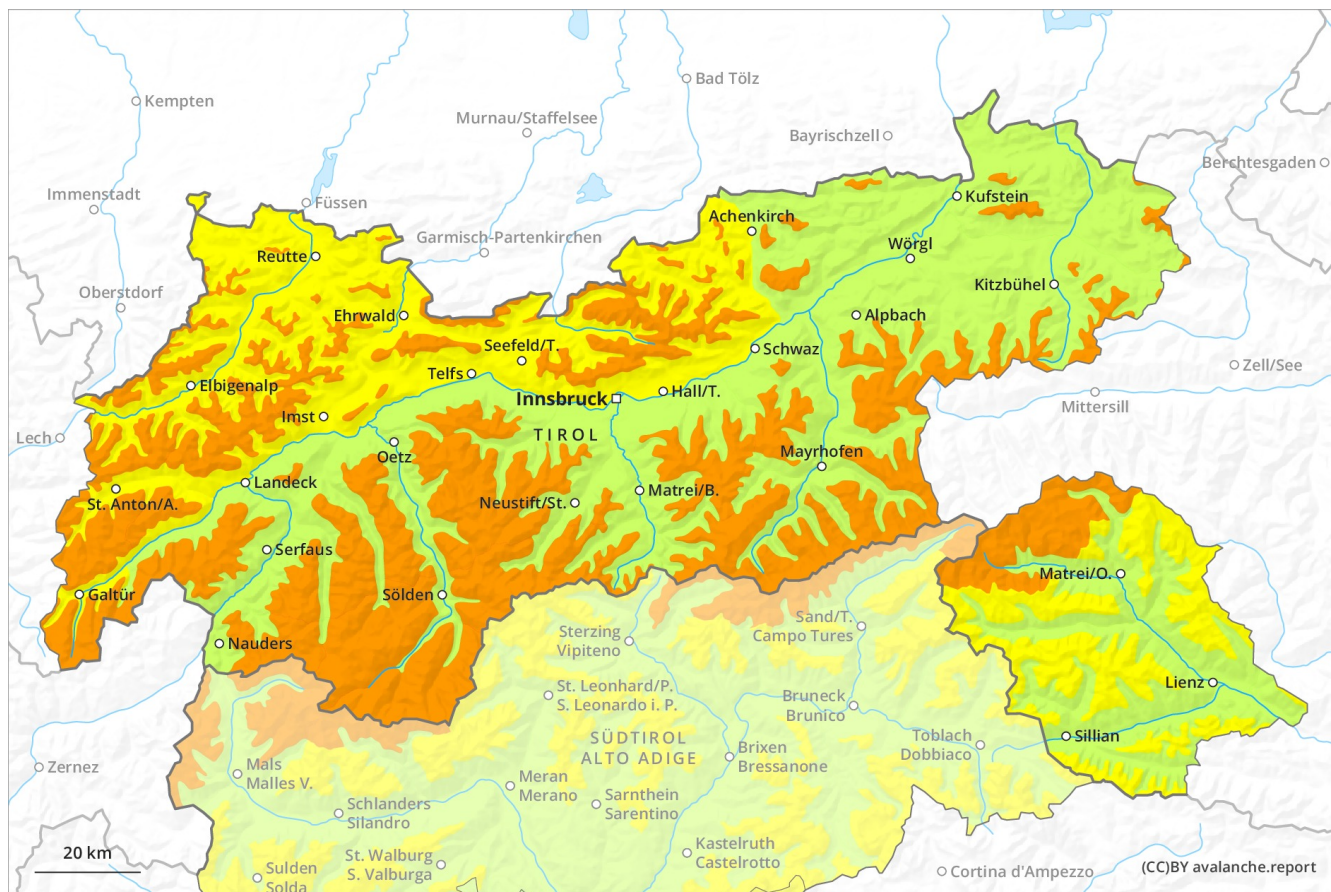 Bad Tölz
Kempten
Murnau/Staffelsee
Bayrischzell
Berchtesgaden
Immenstadt
Füssen
Kufstein
Achenkirch
Garmisch-Partenkirchen
Wörgl
Reutte
Kitzbühel
Oberstdorf
Ehrwald
Alpbach
Seefeld/T.
Schwaz
Zell/See
Telfs
Elbigenalp
Hall/T.
Innsbruck
Mittersill
Imst
Lech
TIROL
Oetz
Mayrhofen
Landeck
Matrei/B.
St. Anton/A.
Neustift/St.
Serfaus
Matrei/O.
Galtür
Sölden
Sand/T.
Campo Tures
Sterzing
Vipiteno
Nauders
Lienz
St. Leonhard/P.
S. Leonardo i. P.
Bruneck
Brunico
Sillian
Toblach
Dobbiaco
SÜDTIROL
ALTO ADIGE
Brixen
Bressanone
Zernez
Mals
Malles V.
Meran
Merano
Sarnthein
Sarentino
Schlanders
Silandro
Kastelruth
Castelrotto
20 km
St. Walburg
S. Valburga
Sulden
Solda
Cortina d'Ampezzo
(CC)BY avalanche.report